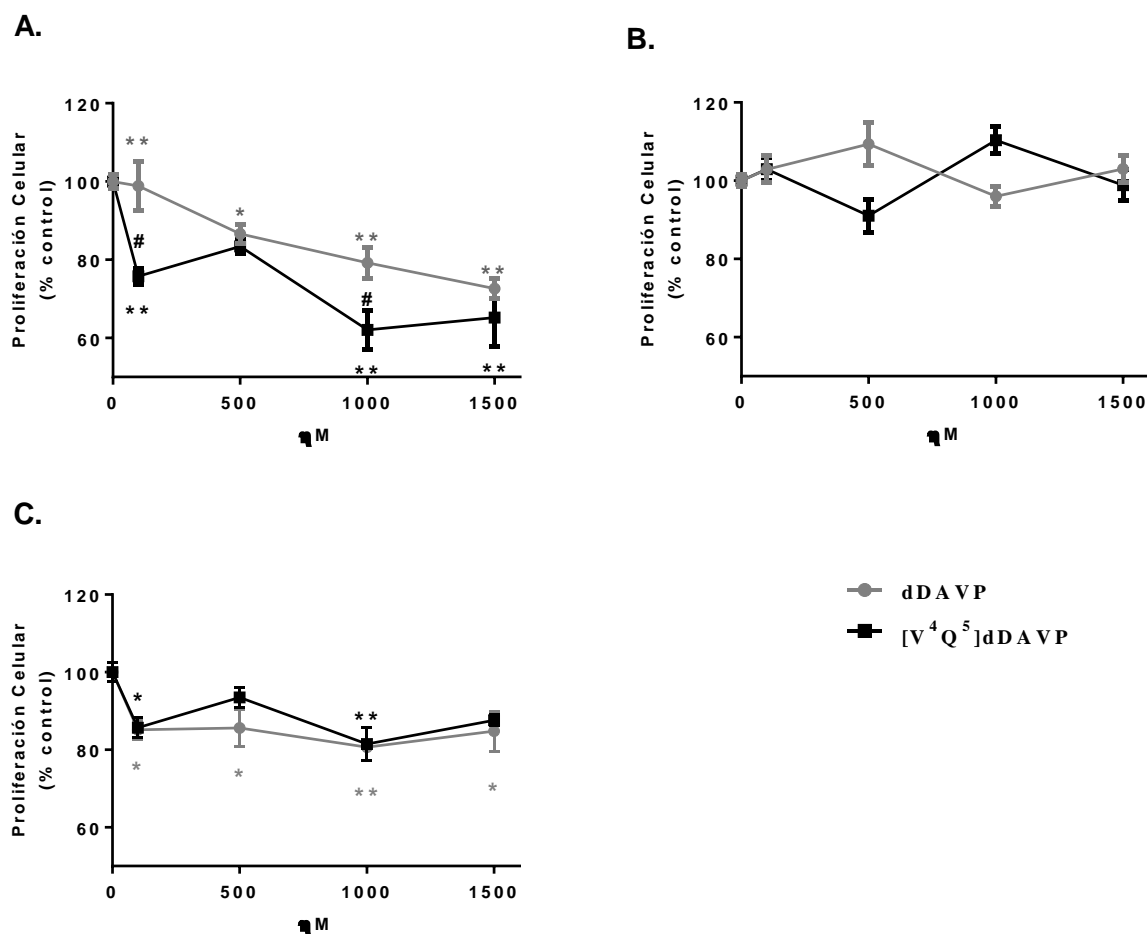 A.
120
100
80
60
Proliferación Celular
(% control)
**
*
**
**
#
#
**
**
**
0 500 1000 1500
M
B.
120
100
80
60
Proliferación Celular
(% control)
0 500 1000 1500
M
C.
120
100
80
60
Proliferación Celular
(% control)
*
**
*
*
**
*
0 500 1000 1500
M
dDAVP
[V⁴Q⁵]dDAVP